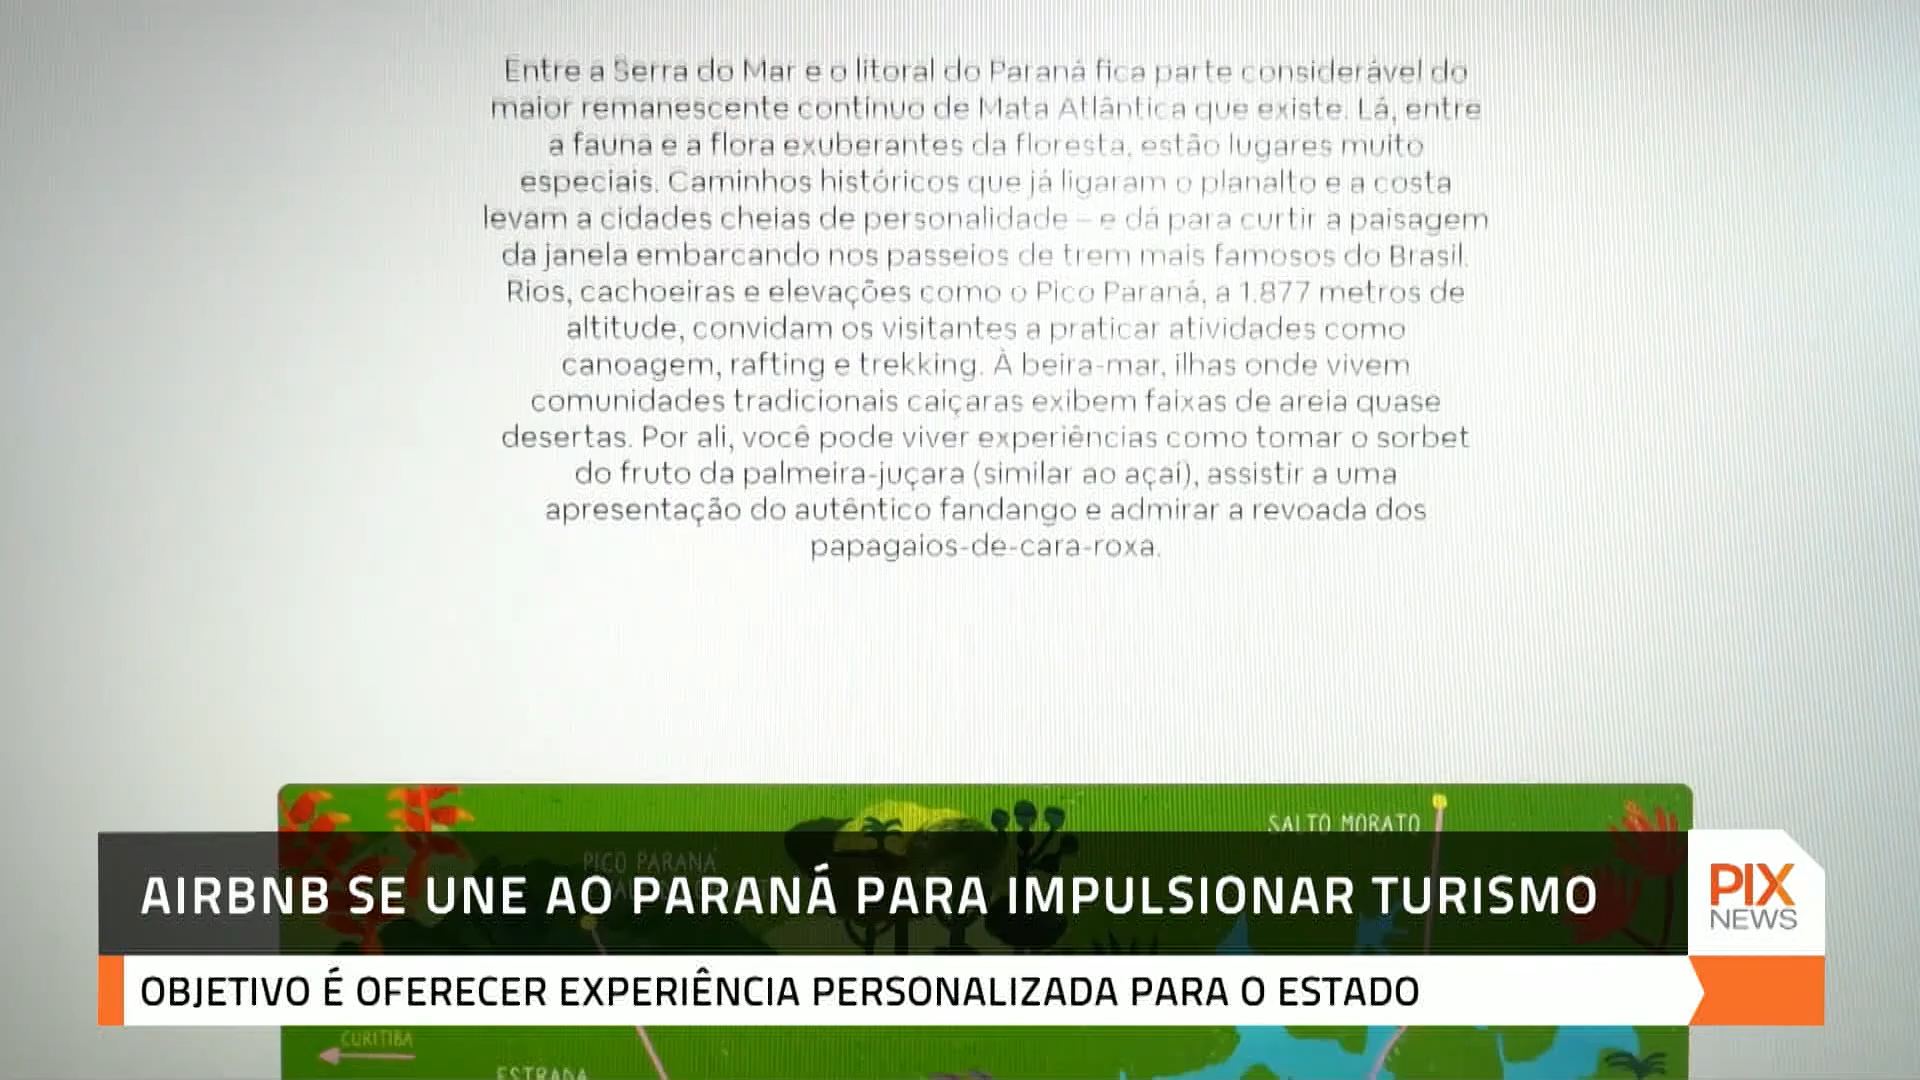 Entre a Serra do Mar e o litoral do Paraná fica parte considerável do
maior remanescente contínuo de Mata Atlântica que existe. Lá, entre
a fauna e a flora exuberantes da floresta, estão lugares muito
especiais. Caminhos históricos que já ligaram o planalto e a costa
levam a cidades cheias de personalidade – e dá para curtir a paisagem
da janela embarcando nos passeios de trem mais famosos do Brasil.
Rios, cachoeiras e elevações como o Pico Paraná, a 1.877 metros de
altitude, convidam os visitantes a praticar atividades como
canoagem, rafting e trekking. À beira-mar, ilhas onde vivem
comunidades tradicionais caiçaras exibem faixas de areia quase
desertas. Por ali, você pode viver experiências como tomar o sorbet
do fruto da palmeira-juçara (similar ao açaí), assistir a uma
apresentação do autêntico fandango e admirar a revoada dos
papagaios-de-cara-roxa.
SALTO MORATO
PICO PARANÁ
AIRBNB SE UNE AO PARANÁ PARA IMPULSIONAR TURISMO
PIX
NEWS
OBJETIVO É OFERECER EXPERIÊNCIA PERSONALIZADA PARA O ESTADO
CURITIBA
ESTRADA